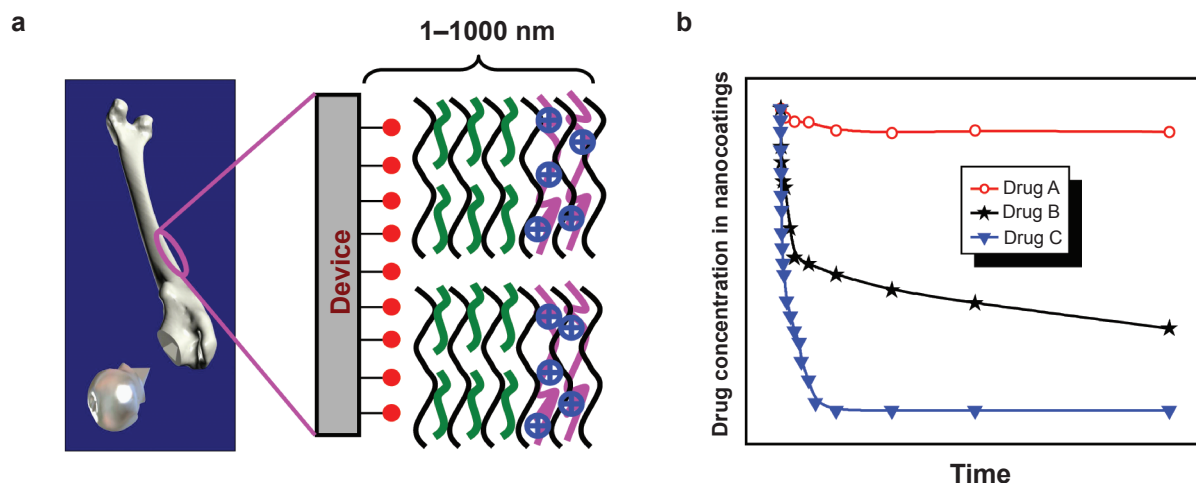 a
1–1000 nm
Device
b
Drug concentration in nanocoatings
Drug A
Drug B
Drug C
Time